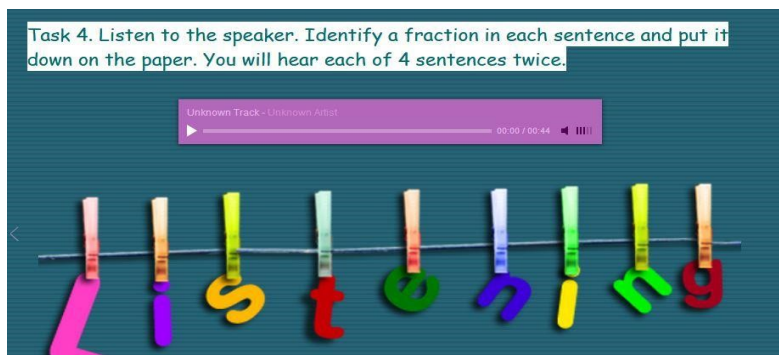 Task 4. Listen to the speaker. Identify a fraction in each sentence and put it
down on the paper. You will hear each of 4 sentences twice.
Unknown Track - Unknown Artist
00:00 / 00:44
Listening